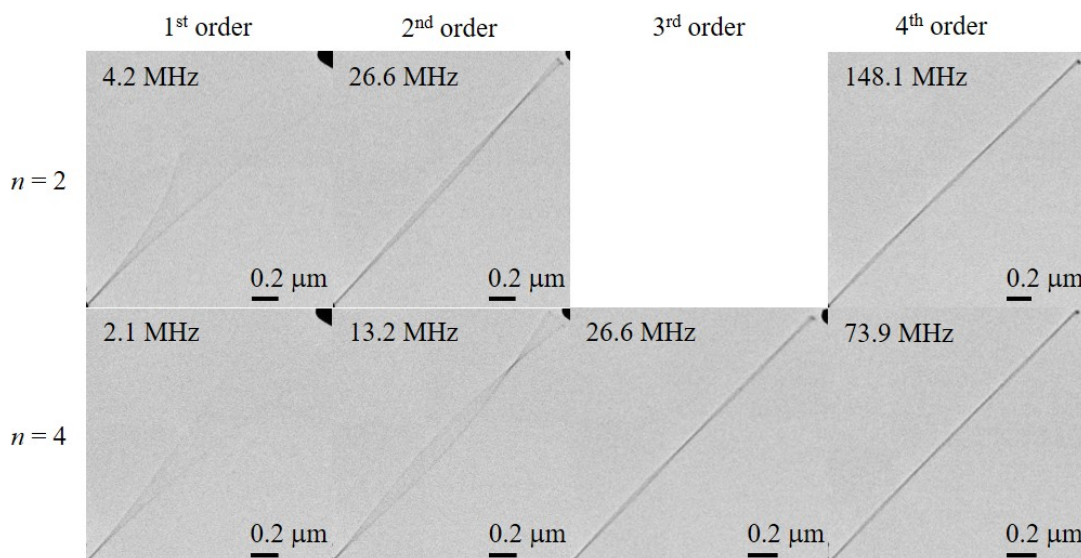 1st order 2nd order 3rd order 4th order
4.2 MHz 26.6 MHz 148.1 MHz
n = 2
0.2 μm 0.2 μm 0.2 μm
2.1 MHz 13.2 MHz 26.6 MHz 73.9 MHz
n = 4
0.2 μm 0.2 μm 0.2 μm 0.2 μm